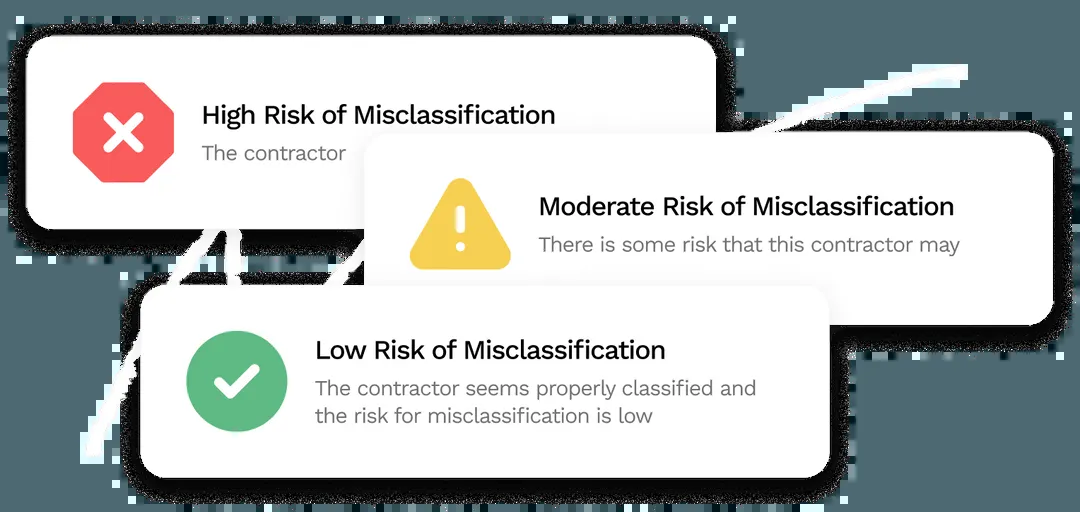 High Risk of Misclassification
The contractor
Moderate Risk of Misclassification
There is some risk that this contractor may
Low Risk of Misclassification
The contractor seems properly classified and
the risk for misclassification is low